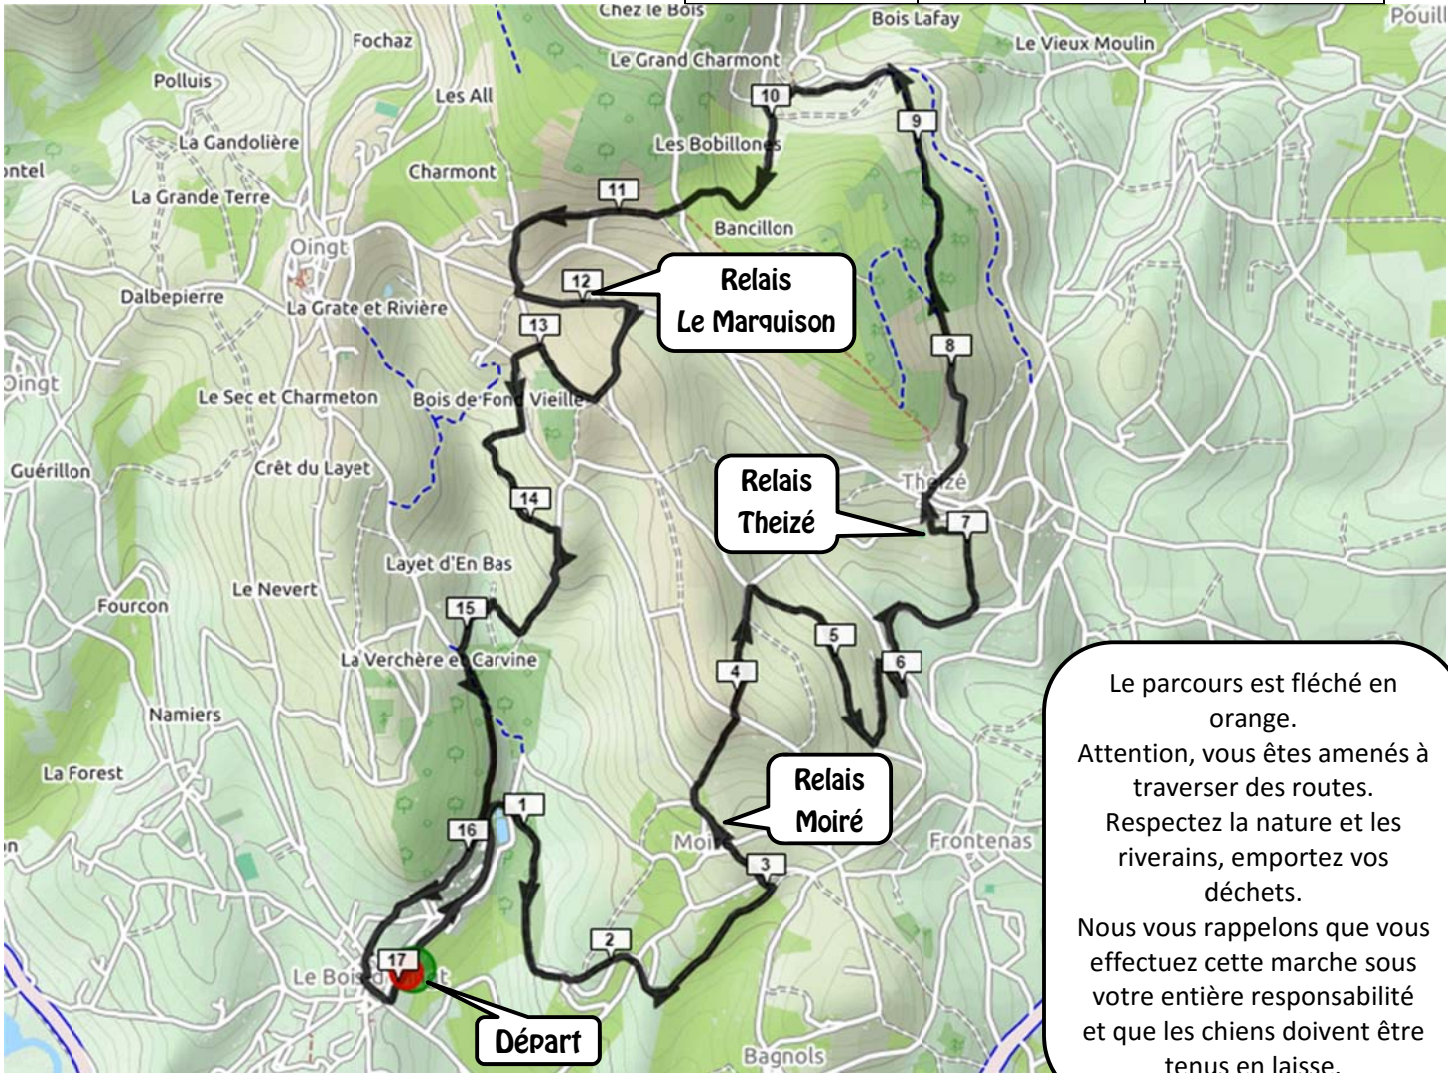 Chez le Bois
Bois Lafay
Fochaz
Le Grand Charmont
Le Vieux Moulin
Polluis
Les All
10
9
La Gandolière
Les Bobillones
Charmont
La Grande Terre
11
Bancillon
Oingt
12
Relais
Le Marquison
Dalbepierre
La Grate et Rivière
13
8
Oingt
Le Sec et Charmeton
Bois de Fond Vieille
Guérillon
Crêt du Layet
Relais
Theizé
Theizé
14
7
Layet d'En Bas
Le Nevert
Fourcon
15
5
La Verchère et Carvine
4
6
Namiers
La Forest
Relais
Moiré
1
16
Frontenas
3
2
17
Départ
Bagnols
Le parcours est fléché en
orange.
Attention, vous êtes amenés à
traverser des routes.
Respectez la nature et les
riverains, emportez vos
déchets.
Nous vous rappelons que vous
effectuez cette marche sous
votre entière responsabilité
et que les chiens doivent être
tenus en laisse.